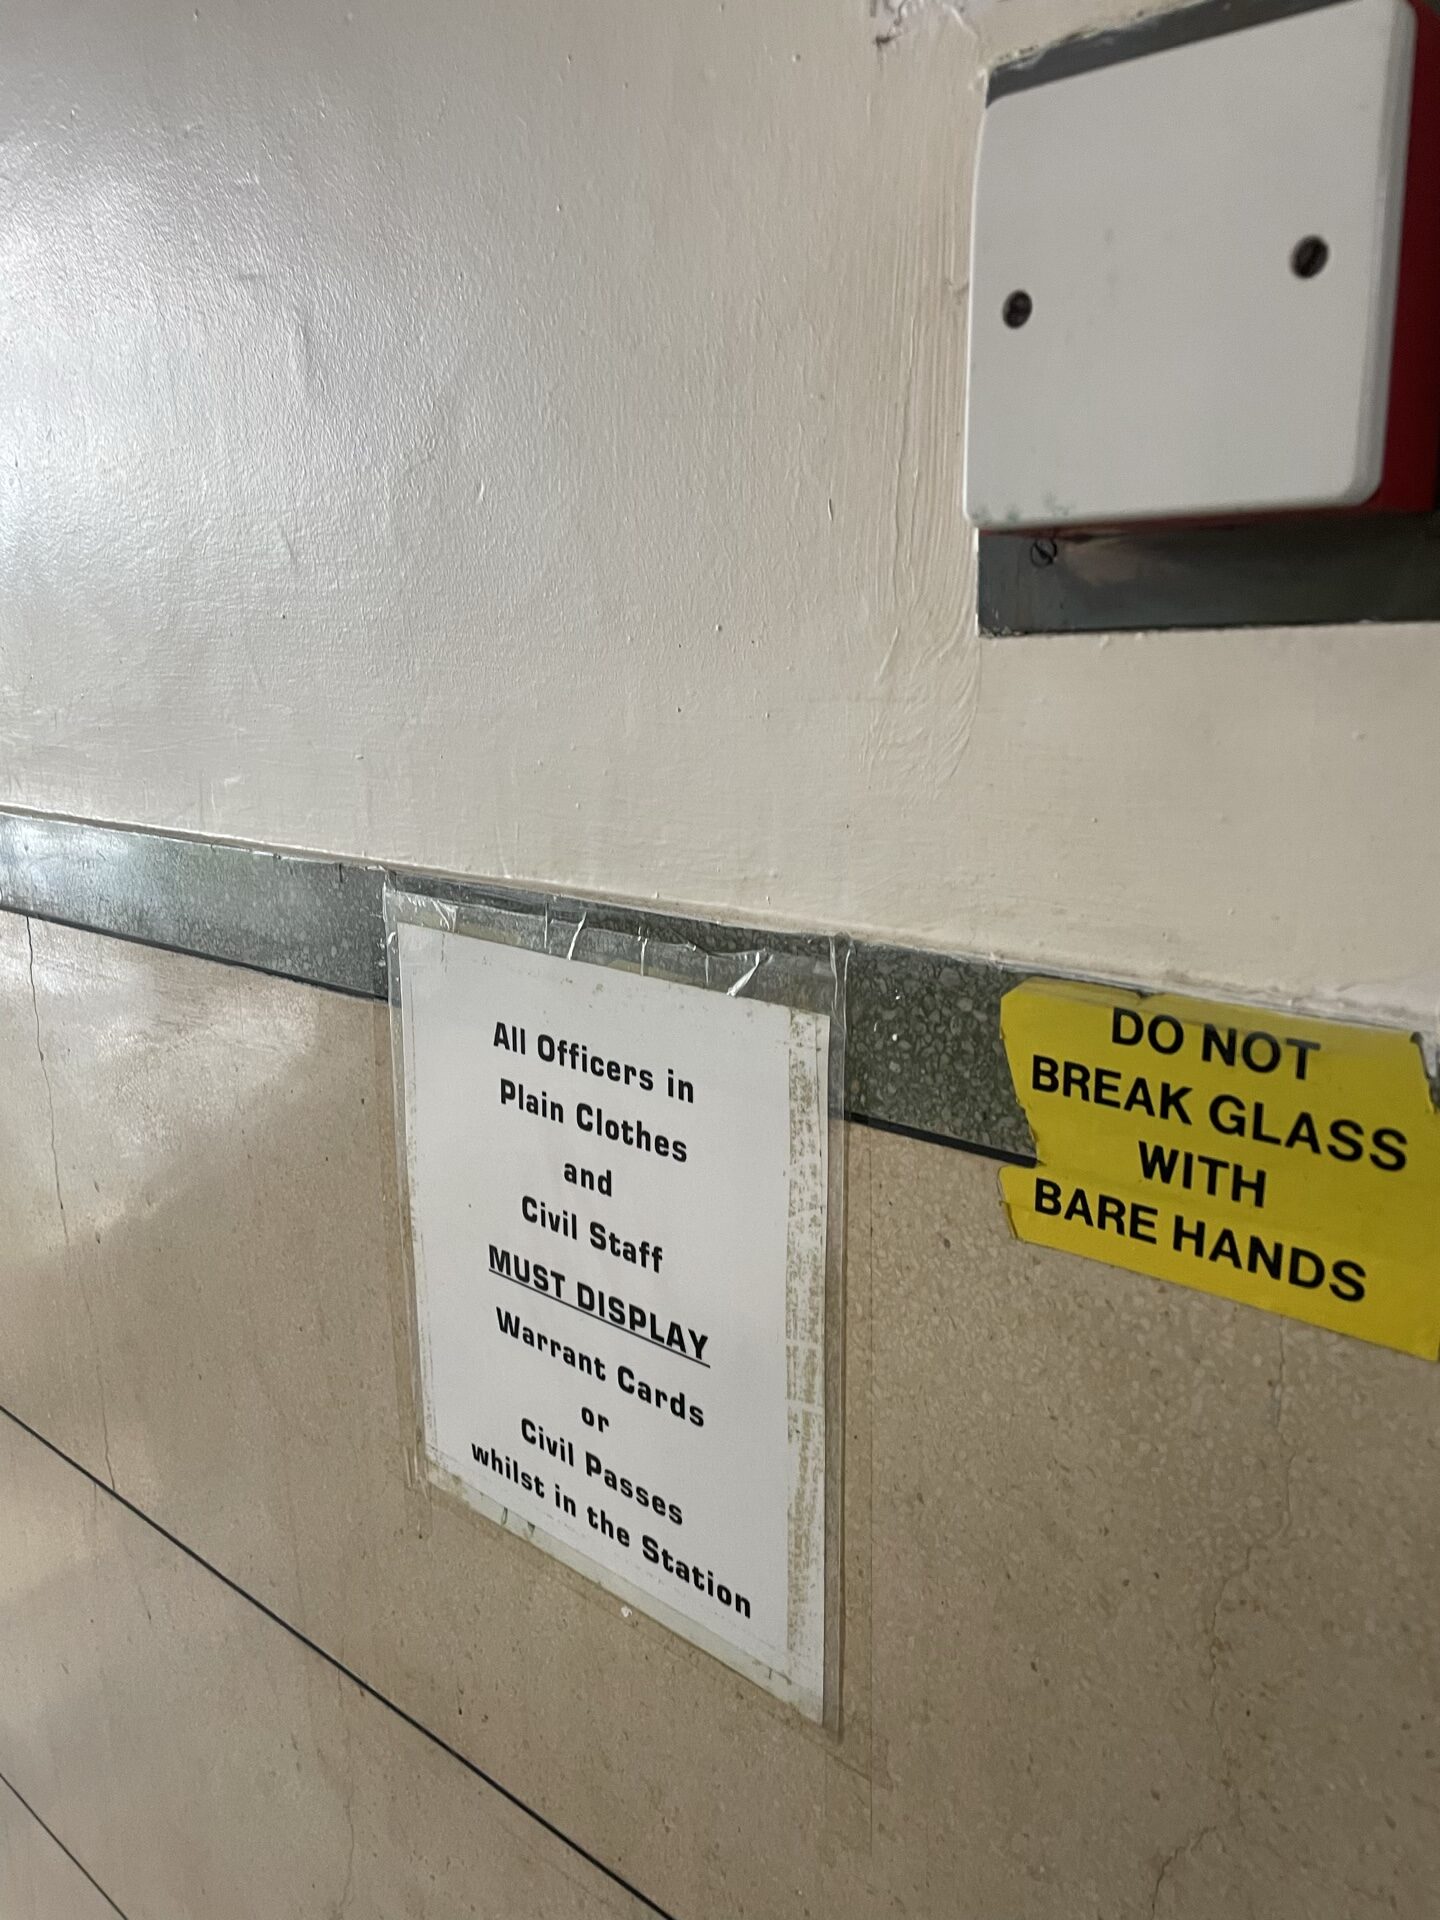 All Officers in
Plain Clothes
and
Civil Staff
MUST DISPLAY
Warrant Cards
or
Civil Passes
whilst in the Station
DO NOT
BREAK GLASS
WITH
BARE HANDS